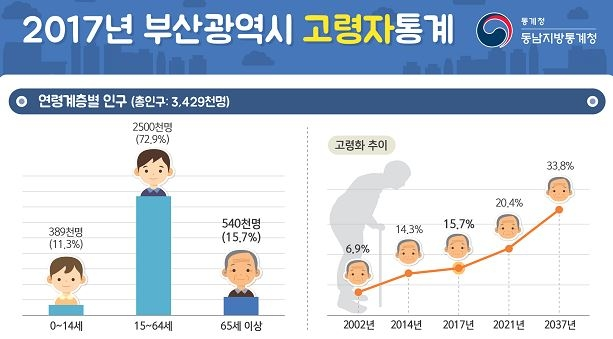 2017년 부산광역시 고령자통계
통계청
동남지방통계청
연령계층별 인구 (총인구: 3,429천명)
2500천명
(72.9%)
389천명
(11.3%)
540천명
(15.7%)
0~14세
15~64세
65세 이상
고령화 추이
6.9%
14.3%
15.7%
20.4%
33.8%
2002년
2014년
2017년
2021년
2037년